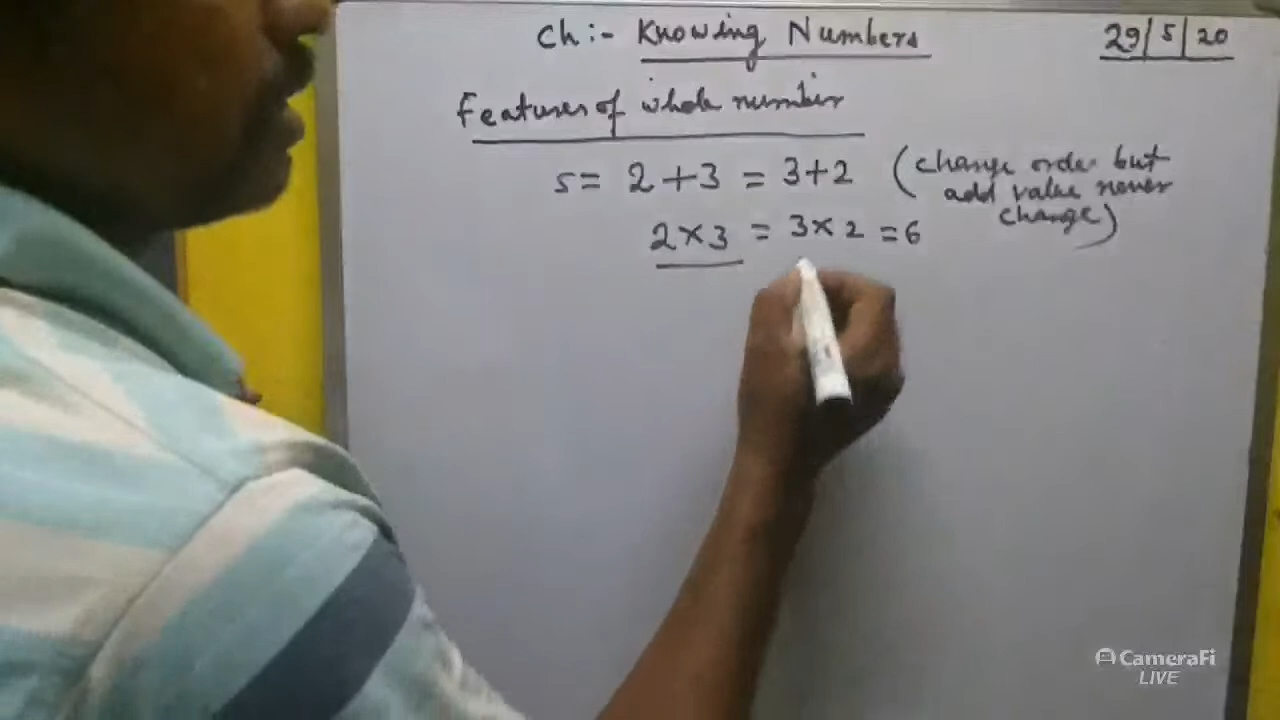 Ch :- Knowing Numbers
29/5/20
Features of whole number
5 = 2 + 3 = 3 + 2 (change order but
add value never
change)
2 × 3 = 3 × 2 = 6
CameraFi
LIVE